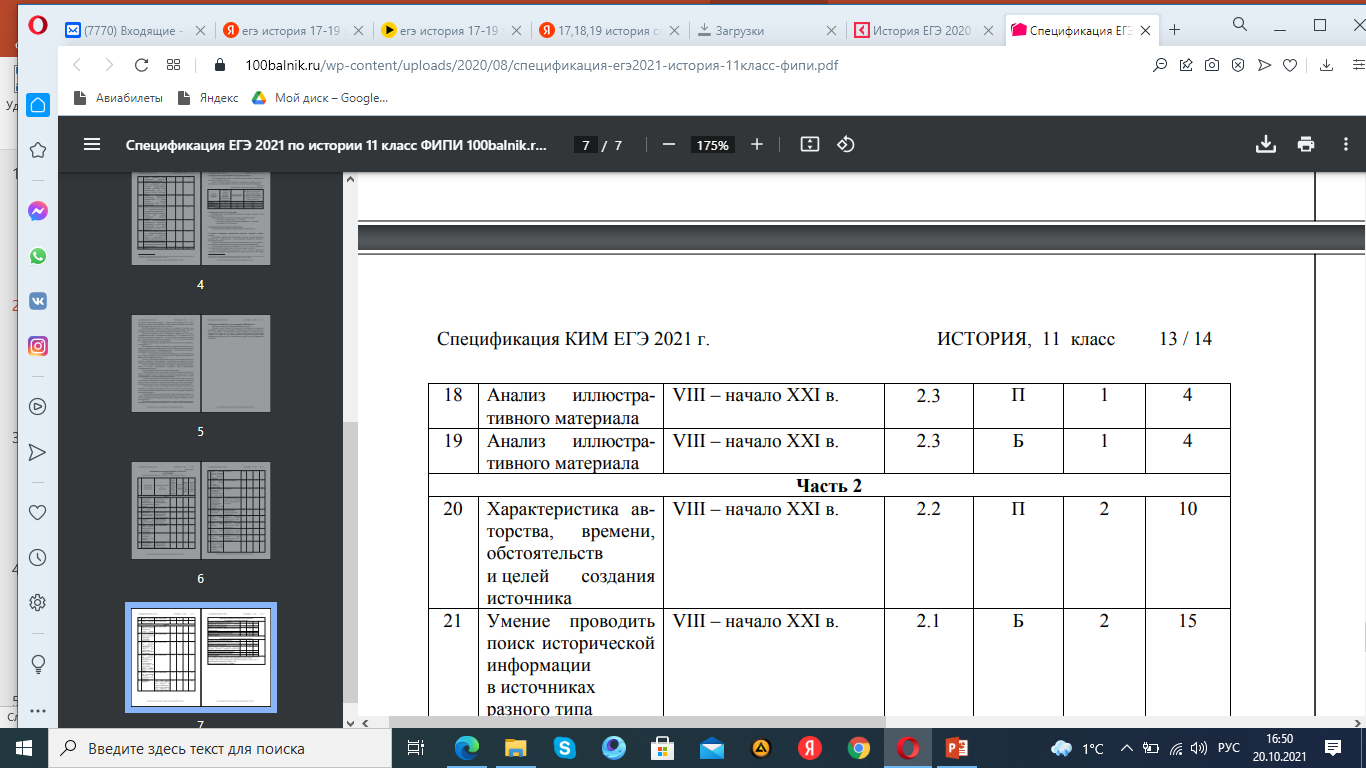 (7770) Входящие -
егэ история 17-19
егэ история 17-19
17,18,19 история с
Загрузки
История ЕГЭ 2020
Спецификация ЕГЭ
100balnik.ru/wp-content/uploads/2020/08/спецификация-егэ2021-история-11класс-фипи.pdf
Авиабилеты
Яндекс
Мой диск – Google...
Спецификация ЕГЭ 2021 по истории 11 класс ФИПИ 100balnik.r...
7 / 7
175%
4
5
6
7
Спецификация КИМ ЕГЭ 2021 г. ИСТОРИЯ, 11 класс 13 / 14
18 Анализ иллюстра- VIII – начало XXI в. 2.3 П 1 4
тивного материала
19 Анализ иллюстра- VIII – начало XXI в. 2.3 Б 1 4
тивного материала
Часть 2
20 Характеристика ав- VIII – начало XXI в. 2.2 П 2 10
торства, времени,
обстоятельств
и целей создания
источника
21 Умение проводить VIII – начало XXI в. 2.1 Б 2 15
поиск исторической
информации
в источниках
разного типа
Введите здесь текст для поиска
1°C
РУС
16:50
20.10.2021